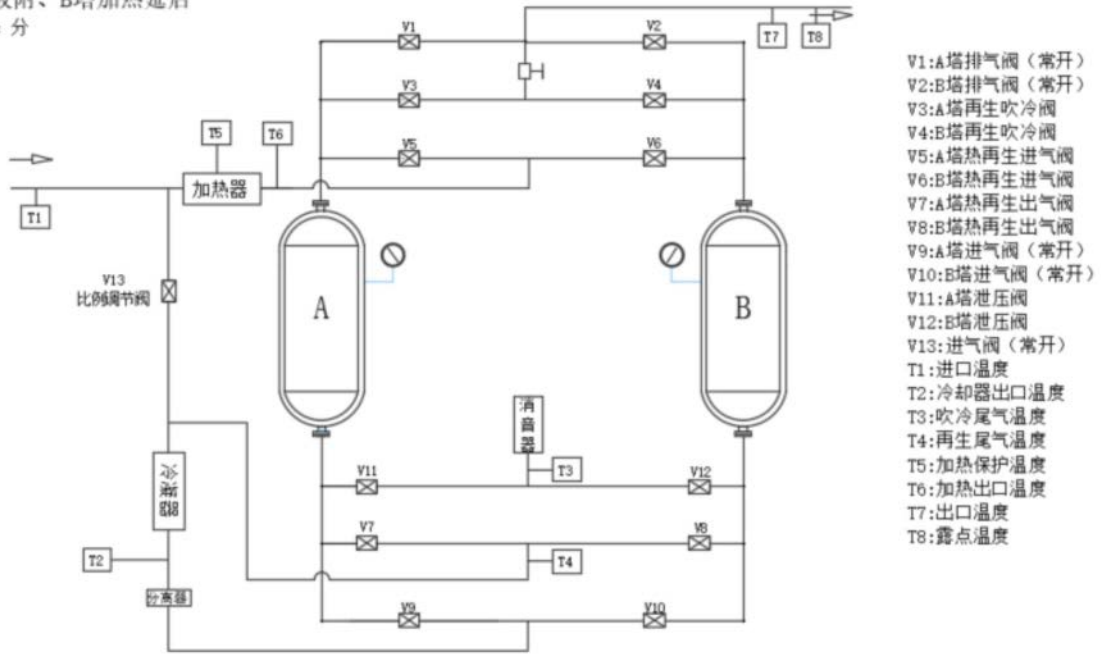 附、B塔加热延后
分
V1
V2
T7
T8
V3
V4
T5
T6
V5
V6
加热器
T1
V13
比例调节阀
A
B
消音器
冷凝器
V11
T3
V12
V7
V8
T2
T4
分离器
V9
V10
V1:A塔排气阀（常开）
V2:B塔排气阀（常开）
V3:A塔再生吹冷阀
V4:B塔再生吹冷阀
V5:A塔热再生进气阀
V6:B塔热再生进气阀
V7:A塔热再生出气阀
V8:B塔热再生出气阀
V9:A塔进气阀（常开）
V10:B塔进气阀（常开）
V11:A塔泄压阀
V12:B塔泄压阀
V13:进气阀（常开）
T1:进口温度
T2:冷却器出口温度
T3:吹冷尾气温度
T4:再生尾气温度
T5:加热保护温度
T6:加热出口温度
T7:出口温度
T8:露点温度